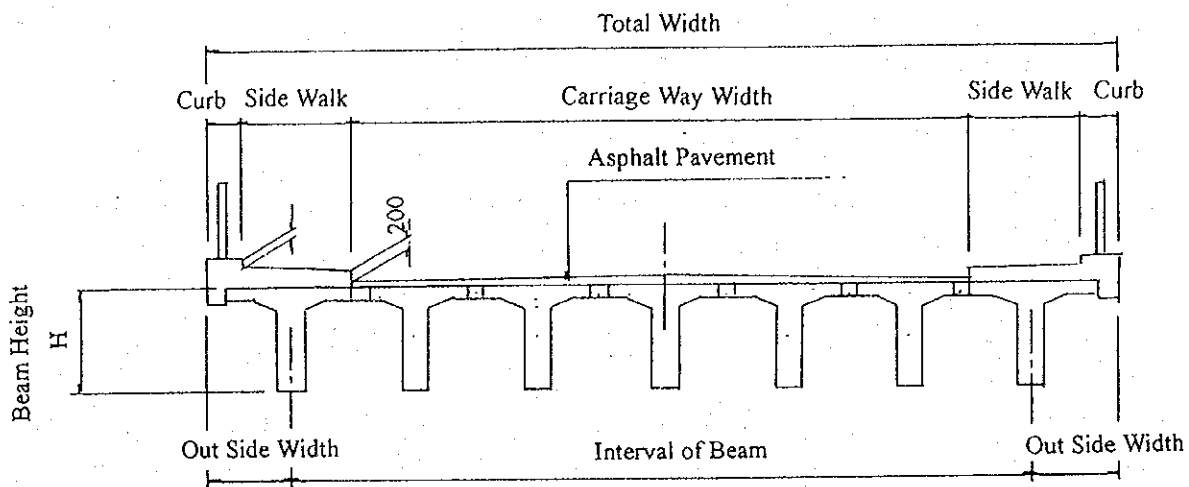 Total Width
Curb Side Walk Carriage Way Width Side Walk Curb
Asphalt Pavement
200
Beam Height
H
Out Side Width Interval of Beam Out Side Width